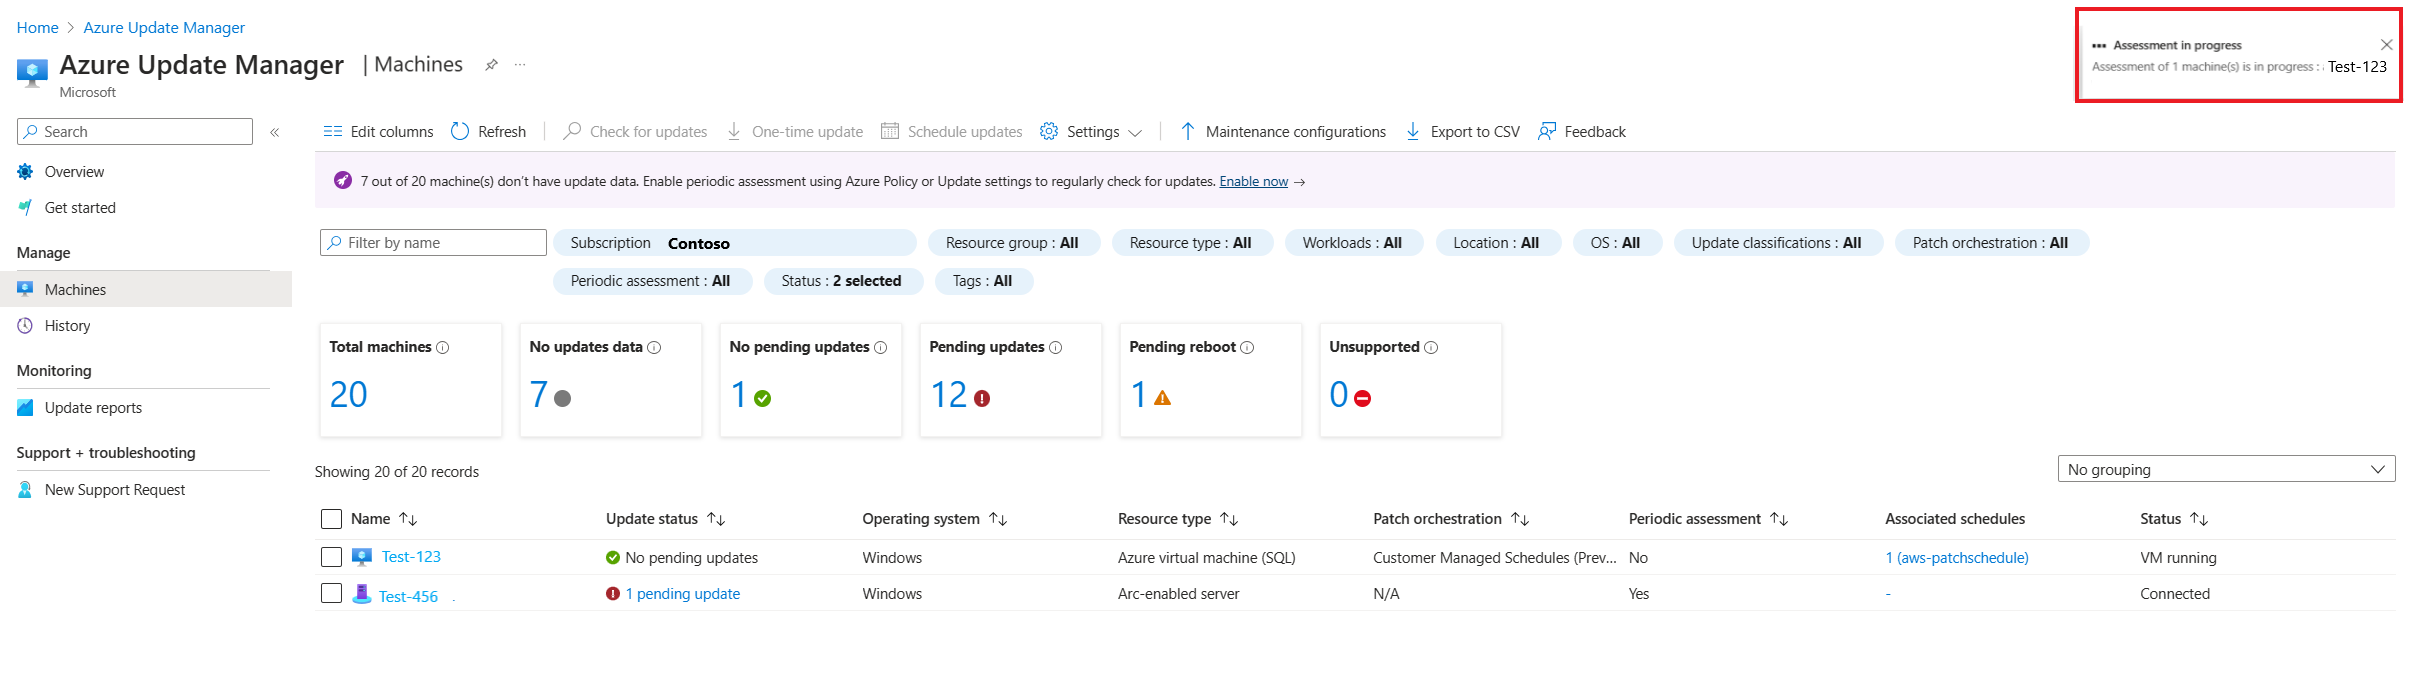 Home > Azure Update Manager
Azure Update Manager | Machines ...
Microsoft
Assessment in progress
Assessment of 1 machine(s) is in progress : Test-123
Search «
Overview
Get started
Manage
Machines
History
Monitoring
Update reports
Support + troubleshooting
New Support Request
Edit columns Refresh Check for updates One-time update Schedule updates Settings Maintenance configurations Export to CSV Feedback
7 out of 20 machine(s) don't have update data. Enable periodic assessment using Azure Policy or Update settings to regularly check for updates. Enable now →
Filter by name Subscription Contoso Resource group : All Resource type : All Workloads : All Location : All OS : All Update classifications : All Patch orchestration : All
Periodic assessment : All Status : 2 selected Tags : All
Total machines No updates data No pending updates Pending updates Pending reboot Unsupported
20 7 1 12 1 0
Showing 20 of 20 records No grouping
Name ↑↓ Update status ↑↓ Operating system ↑↓ Resource type ↑↓ Patch orchestration ↑↓ Periodic assessment ↑↓ Associated schedules Status ↑↓
Test-123 No pending updates Windows Azure virtual machine (SQL) Customer Managed Schedules (Prev... No 1 (aws-patchschedule) VM running
Test-456 . 1 pending update Windows Arc-enabled server N/A Yes - Connected